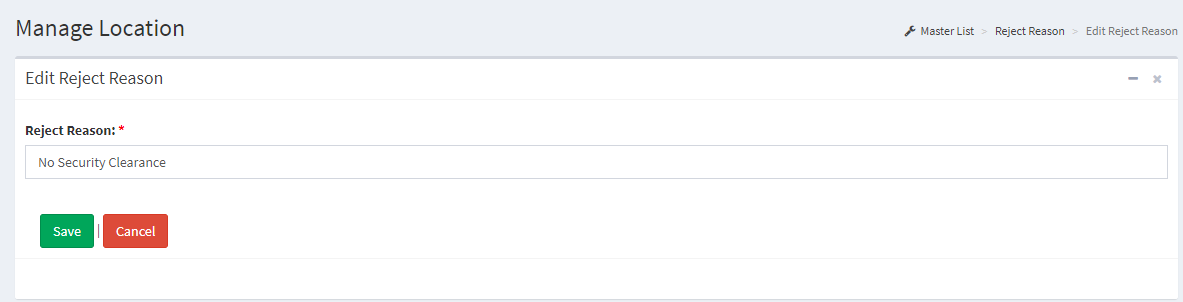 Manage Location
Master List > Reject Reason > Edit Reject Reason
Edit Reject Reason
Reject Reason: *
No Security Clearance
Save | Cancel